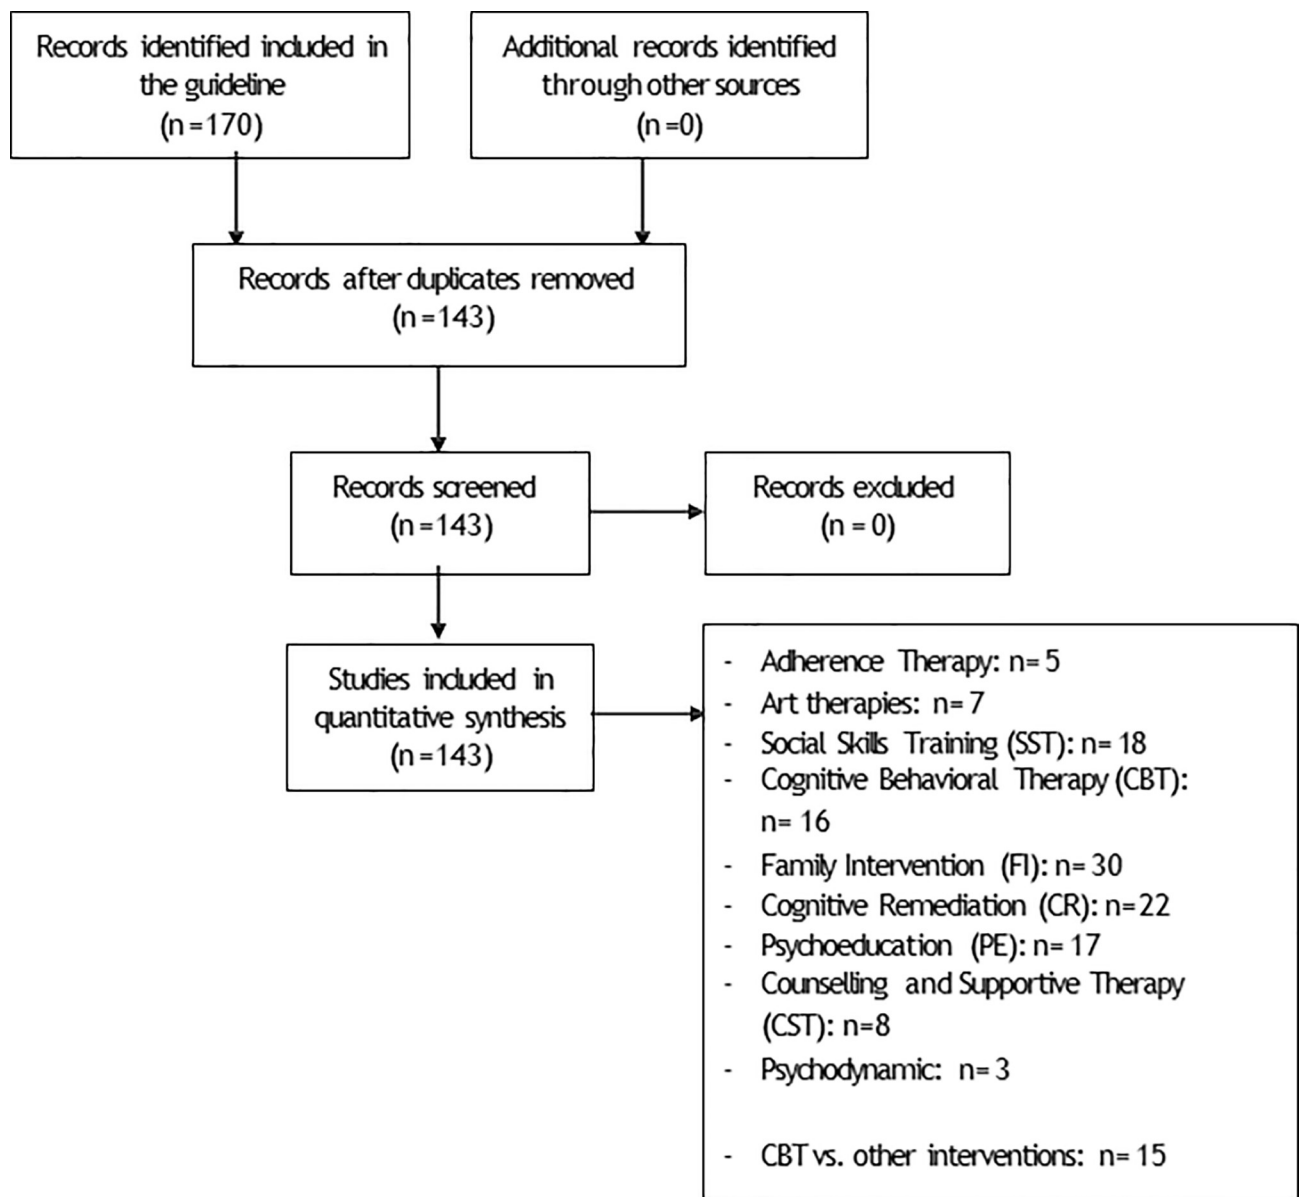 Records identified included in
the guideline
(n=170)
Additional records identified
through other sources
(n=0)
Records after duplicates removed
(n=143)
Records screened
(n=143)
Records excluded
(n = 0)
Studies included in
quantitative synthesis
(n=143)
- Adherence Therapy: n= 5
- Art therapies: n= 7
- Social Skills Training (SST): n= 18
- Cognitive Behavioral Therapy (CBT):
n= 16
- Family Intervention (FI): n= 30
- Cognitive Remediation (CR): n=22
- Psychoeducation (PE): n= 17
- Counselling and Supportive Therapy
(CST): n=8
- Psychodynamic: n= 3
- CBT vs. other interventions: n= 15